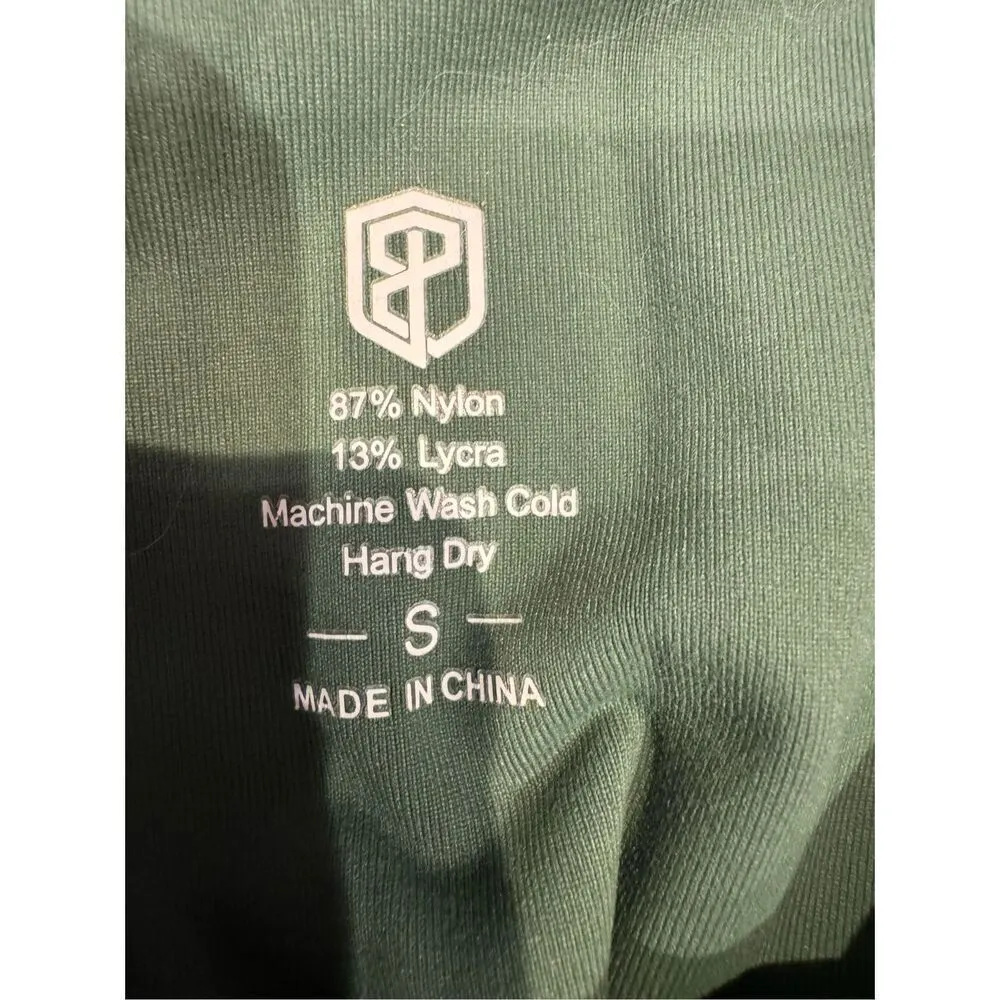 87% Nylon
13% Lycra
Machine Wash Cold
Hang Dry
S
MADE IN CHINA